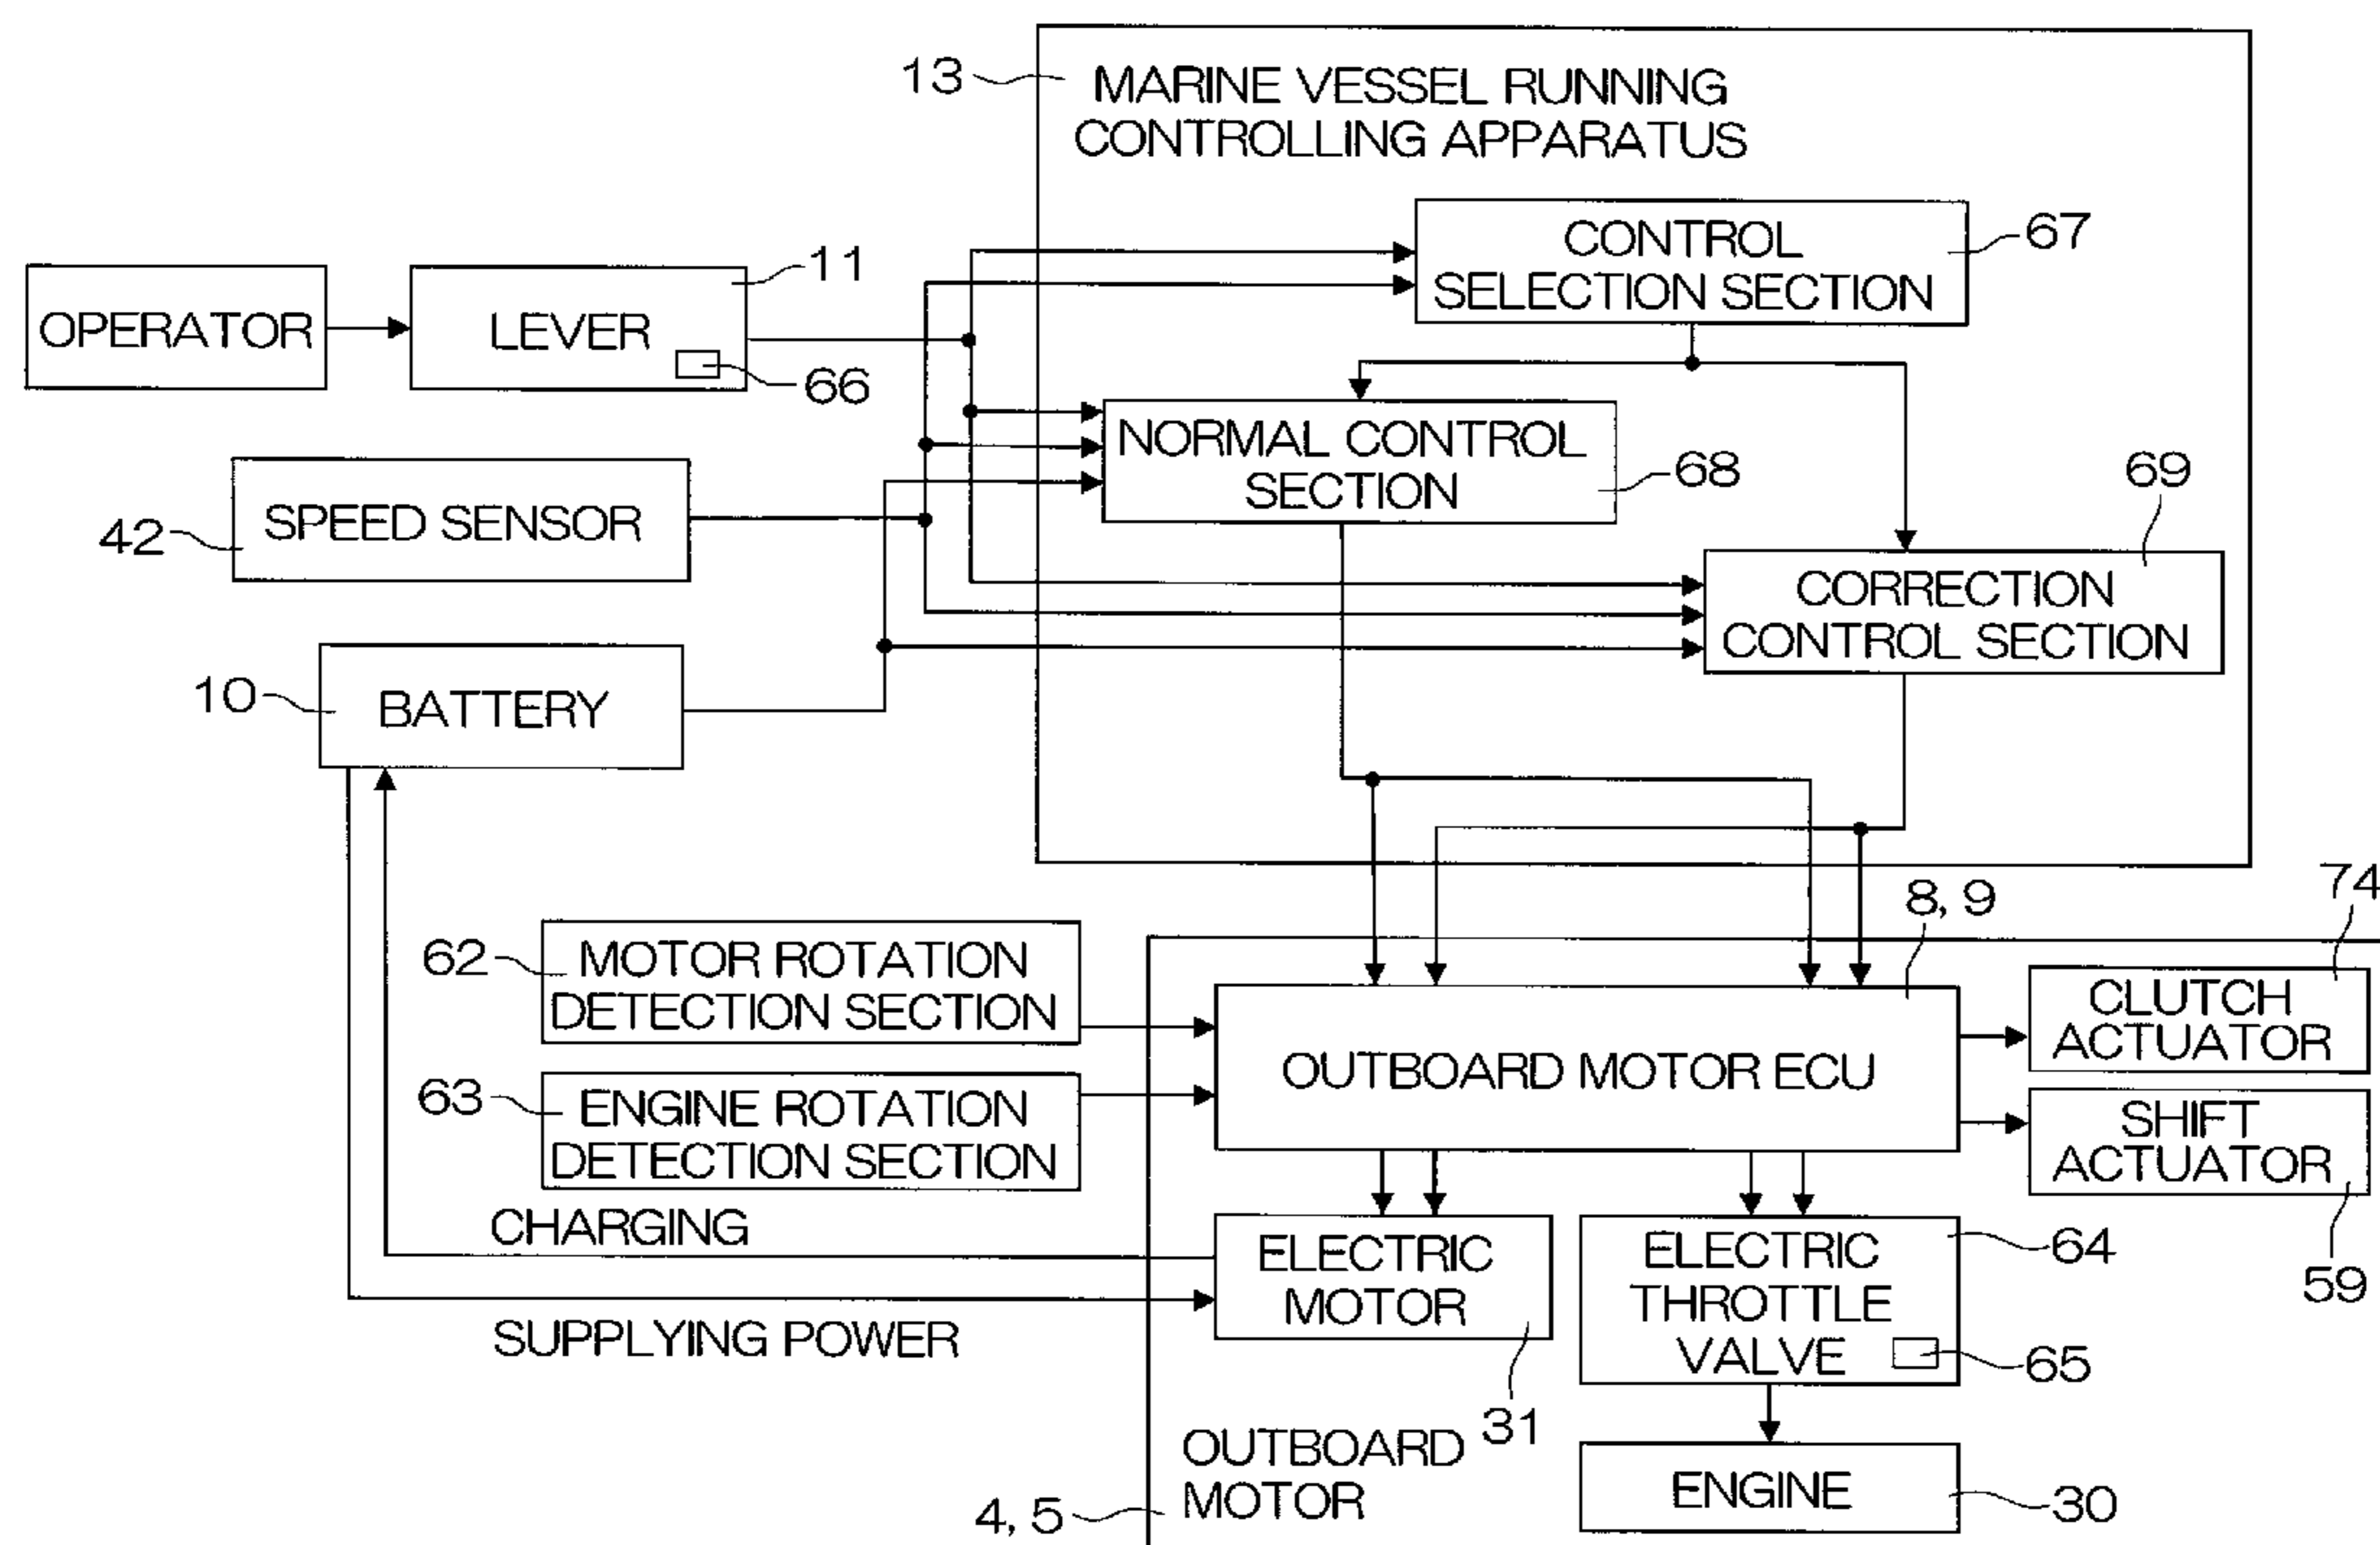 13
MARINE VESSEL RUNNING
CONTROLLING APPARATUS
CONTROL
SELECTION SECTION
67
OPERATOR
LEVER
11
66
NORMAL CONTROL
SECTION
68
69
SPEED SENSOR
42
CORRECTION
CONTROL SECTION
10
BATTERY
8, 9
74
62
MOTOR ROTATION
DETECTION SECTION
CLUTCH
ACTUATOR
OUTBOARD MOTOR ECU
63
ENGINE ROTATION
DETECTION SECTION
SHIFT
ACTUATOR
59
CHARGING
ELECTRIC
MOTOR
31
ELECTRIC
THROTTLE
VALVE
64
65
SUPPLYING POWER
OUTBOARD
MOTOR
4, 5
ENGINE
30